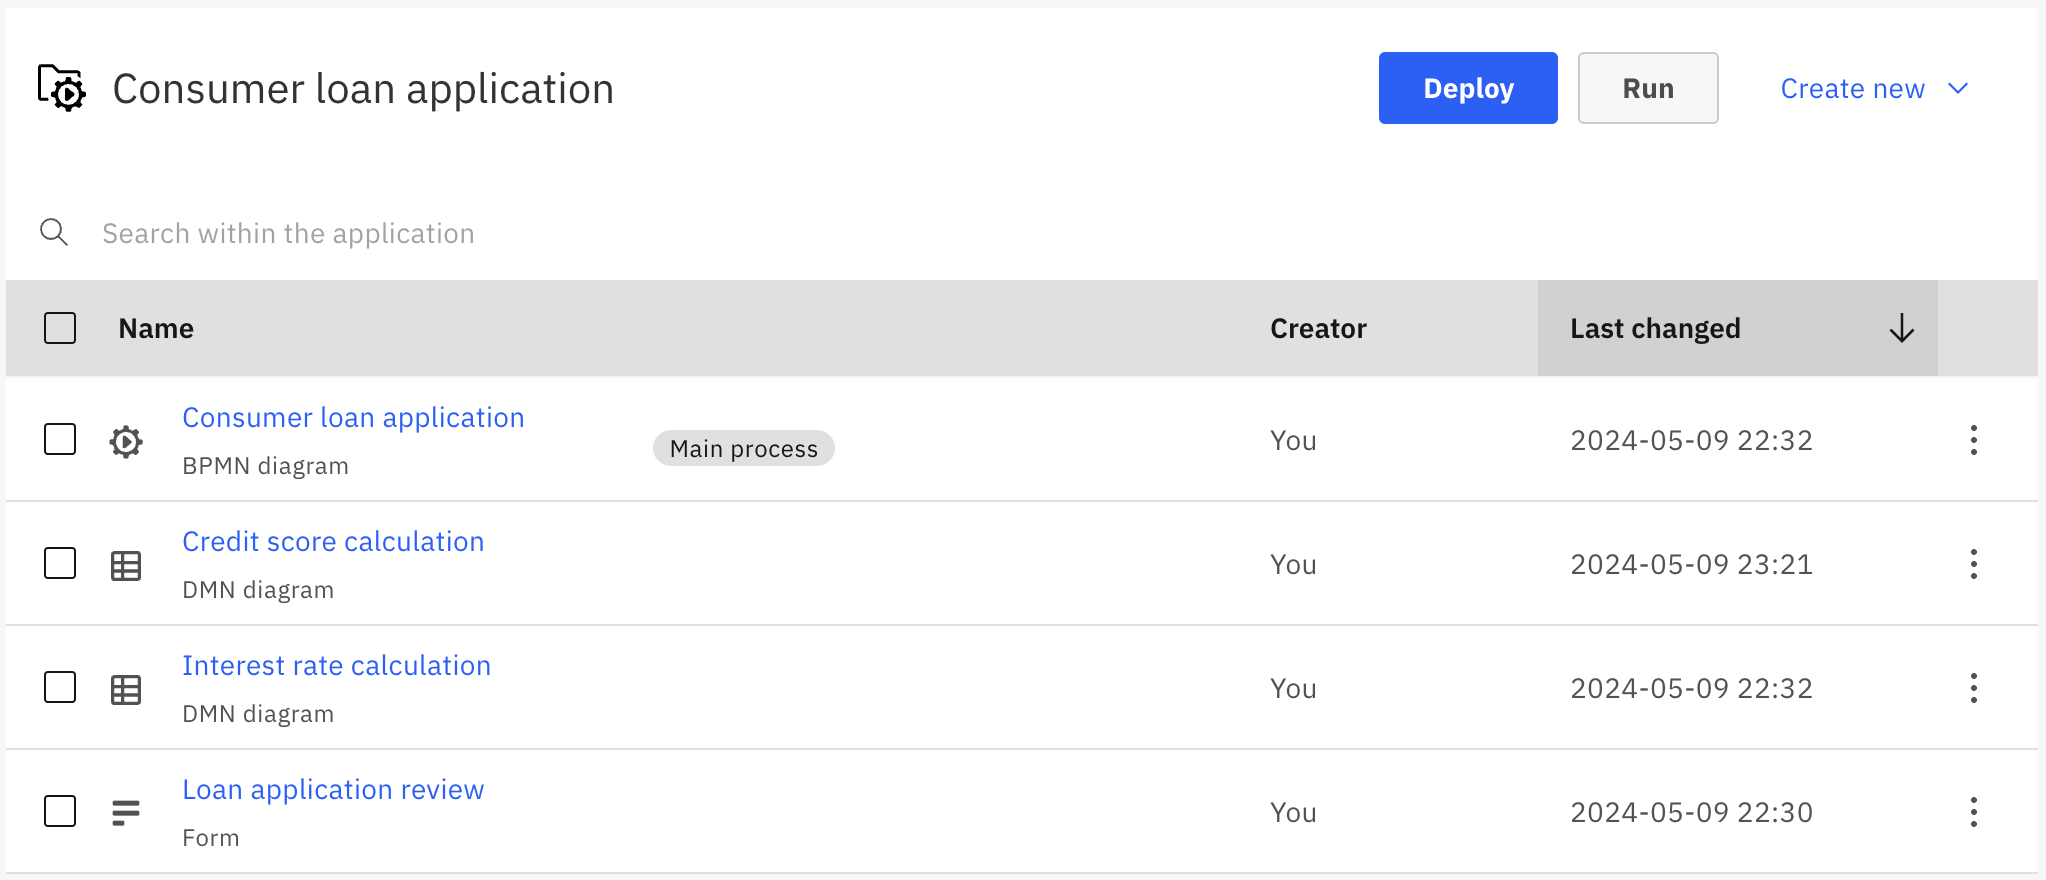 Consumer loan application
Deploy
Run
Create new
Search within the application
Name Creator Last changed
Consumer loan application
BPMN diagram
Main process
You
2024-05-09 22:32
Credit score calculation
DMN diagram
You
2024-05-09 23:21
Interest rate calculation
DMN diagram
You
2024-05-09 22:32
Loan application review
Form
You
2024-05-09 22:30